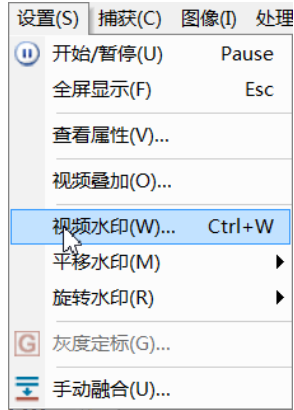 设置(S) 捕获(C) 图像(I) 处理
开始/暂停(U) Pause
全屏显示(F) Esc
查看属性(V)...
视频叠加(O)...
视频水印(W)... Ctrl+W
平移水印(M)
旋转水印(R)
G 灰度定标(G)...
手动融合(U)...